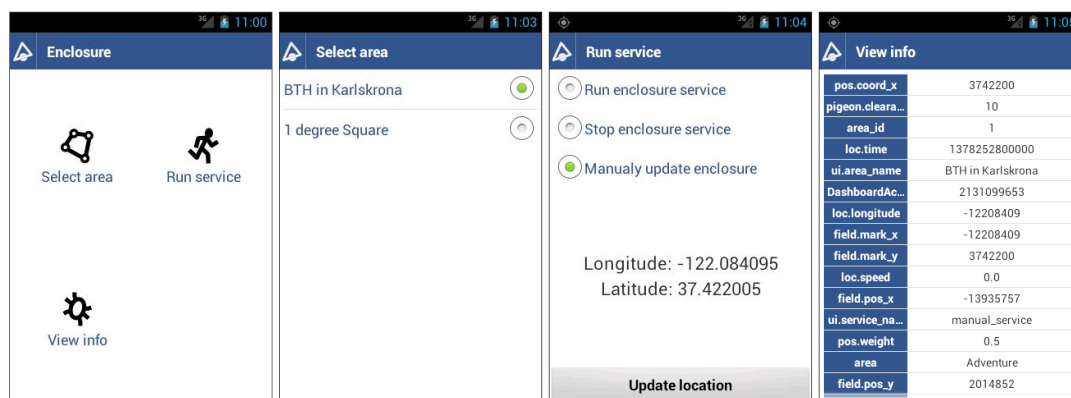 3G 11:00
Enclosure
Select area
Run service
View info
3G 11:03
Select area
BTH in Karlskrona
1 degree Square
3G 11:04
Run service
Run enclosure service
Stop enclosure service
Manualy update enclosure
Longitude: -122.084095
Latitude: 37.422005
Update location
3G 11:05
View info
pos.coord_x 3742200
pigeon.cleara... 10
area_id 1
loc.time 1378252800000
ui.area_name BTH in Karlskrona
DashboardAc... 2131099653
loc.longitude -12208409
field.mark_x -12208409
field.mark_y 3742200
loc.speed 0.0
field.pos_x -13935757
ui.service_na... manual_service
pos.weight 0.5
area Adventure
field.pos_y 2014852